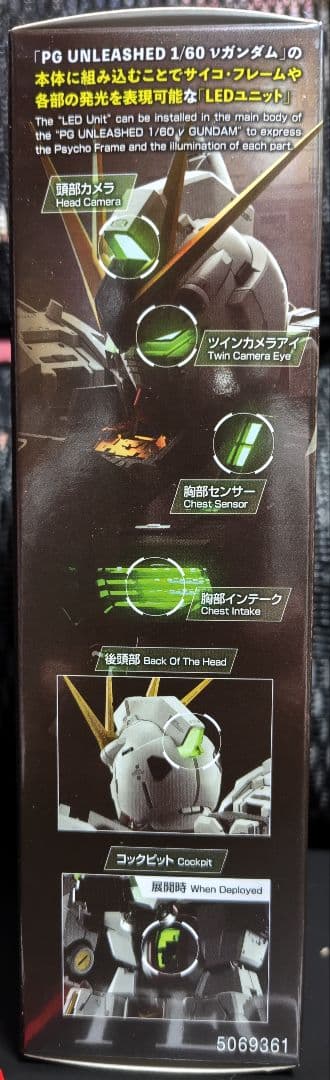 「PG UNLEASHED 1/60 νガンダム」の
本体に組み込むことでサイコ・フレームや
各部の発光を表現可能な「LEDユニット」
The “LED Unit” can be installed in the main body of
the “PG UNLEASHED 1/60 ν GUNDAM” to express
the Psycho Frame and the illumination of each part.
頭部カメラ
Head Camera
ツインカメラアイ
Twin Camera Eye
胸部センサー
Chest Sensor
胸部インテーク
Chest Intake
後頭部 Back Of The Head
コックピット Cockpit
展開時 When Deployed
5069361